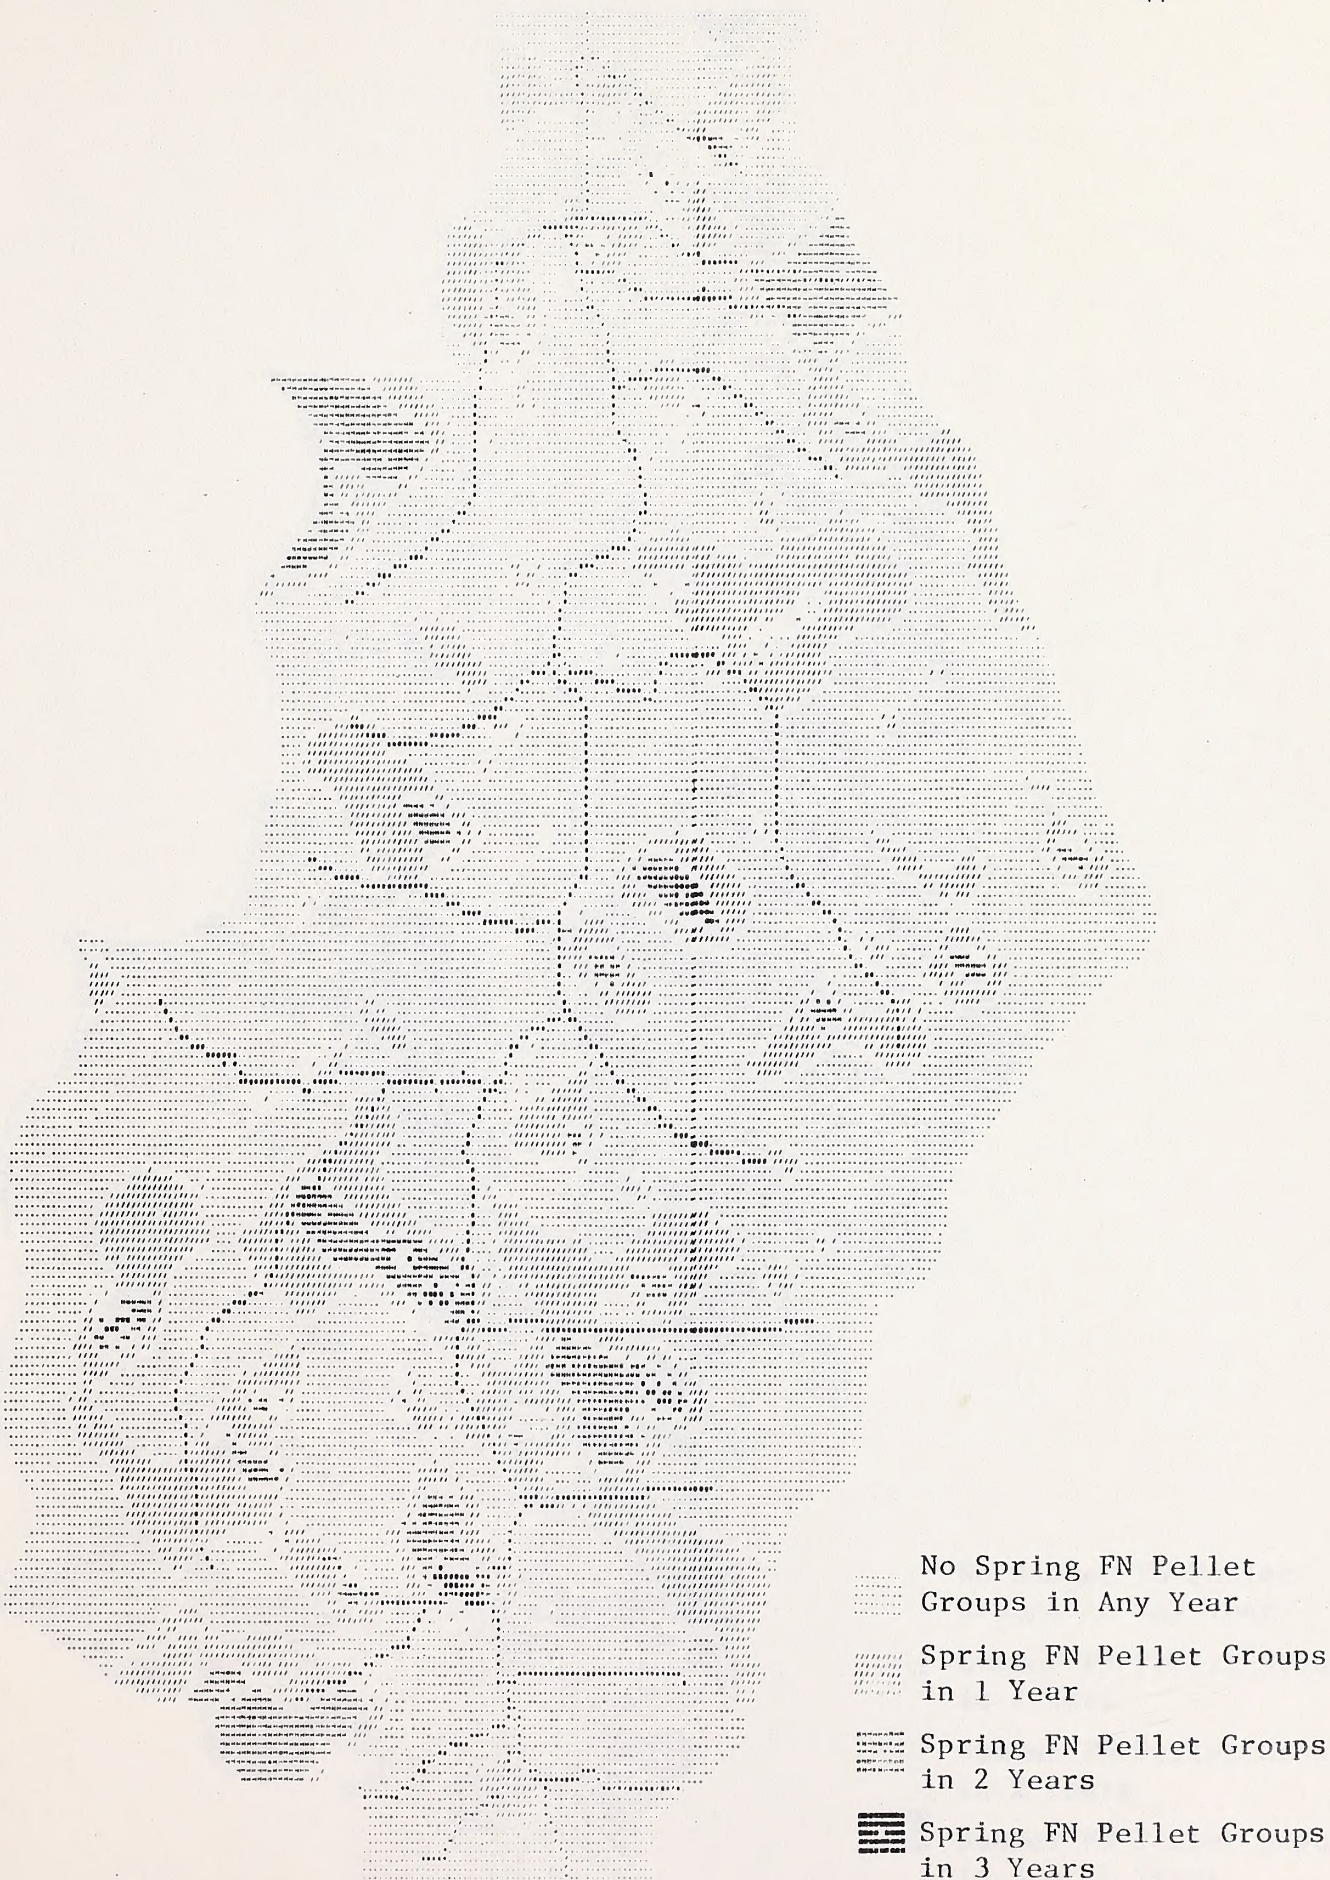 No Spring FN Pellet
Groups in Any Year
Spring FN Pellet Groups
in 1 Year
Spring FN Pellet Groups
in 2 Years
Spring FN Pellet Groups
in 3 Years